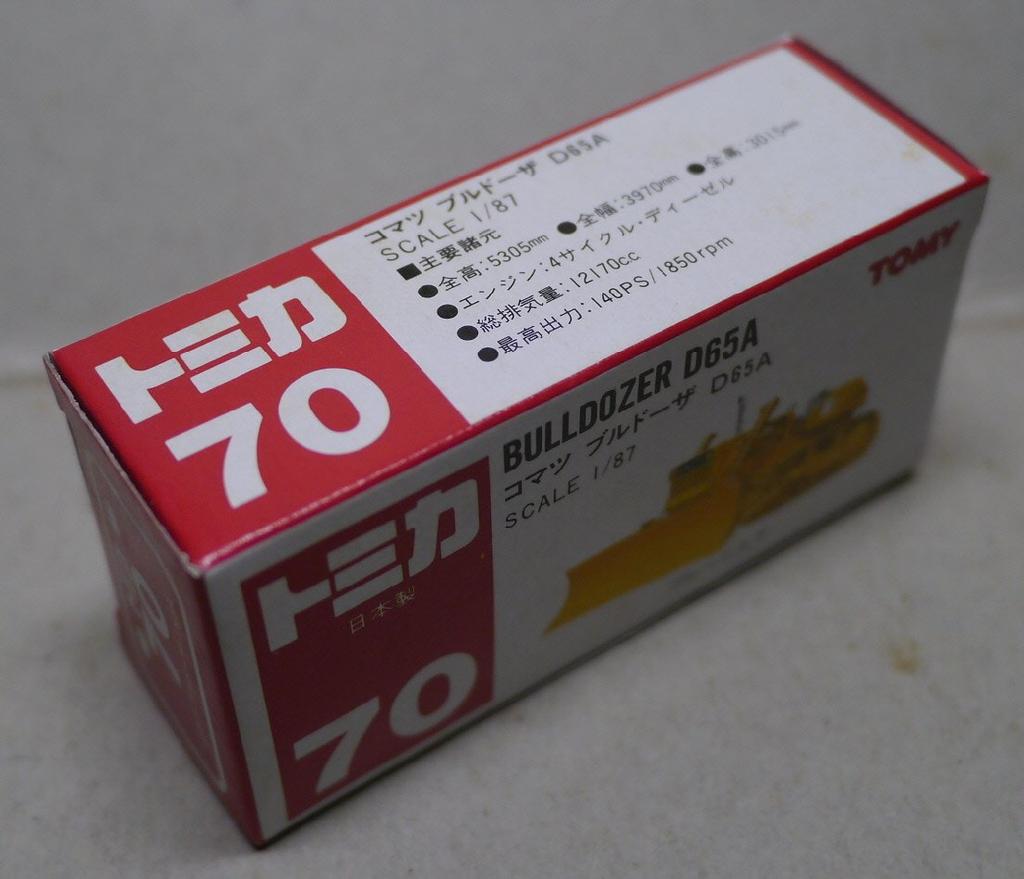 コマツ ブルドーザ D65A
SCALE 1/87
■主要諸元
●全高:5305mm ●全幅:3970mm ●全高:3015mm
●エンジン:4サイクル・ディーゼル
●総排気量:12170cc
●最高出力:140PS/1850rpm
トミカ
70
TOMY
BULLDOZER D65A
コマツ ブルドーザ D65A
SCALE 1/87
トミカ
日本製
70